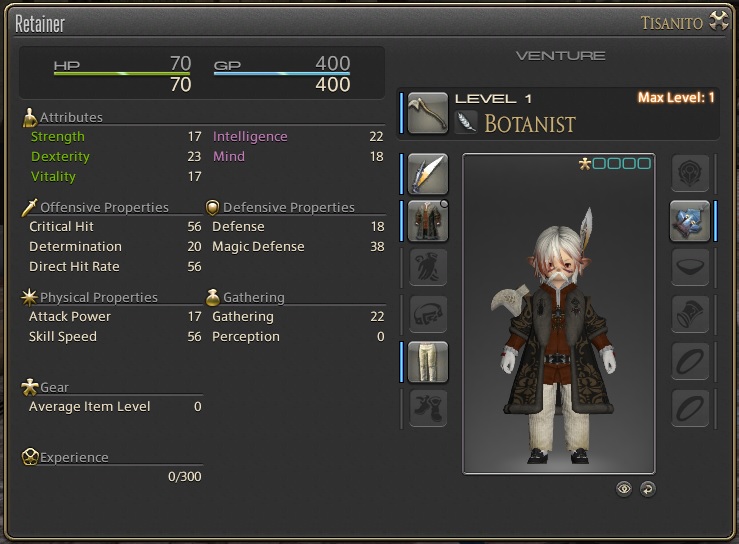 Retainer
TISANITO
HP 70 GP 400
70 400
VENTURE
LEVEL 1 Max Level: 1
BOTANIST
Attributes
Strength 17 Intelligence 22
Dexterity 23 Mind 18
Vitality 17
Offensive Properties Defensive Properties
Critical Hit 56 Defense 18
Determination 20 Magic Defense 38
Direct Hit Rate 56
Physical Properties Gathering
Attack Power 17 Gathering 22
Skill Speed 56 Perception 0
Gear
Average Item Level 0
Experience
0/300